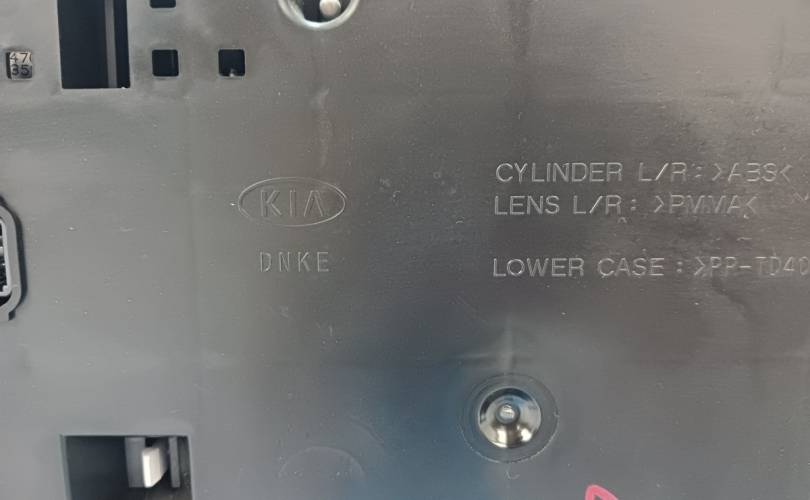 47
35
CYLINDER L/R: >ABS<
KIA
LENS L/R: >PMMA<
DNKE
LOWER CASE : >PP-TD40